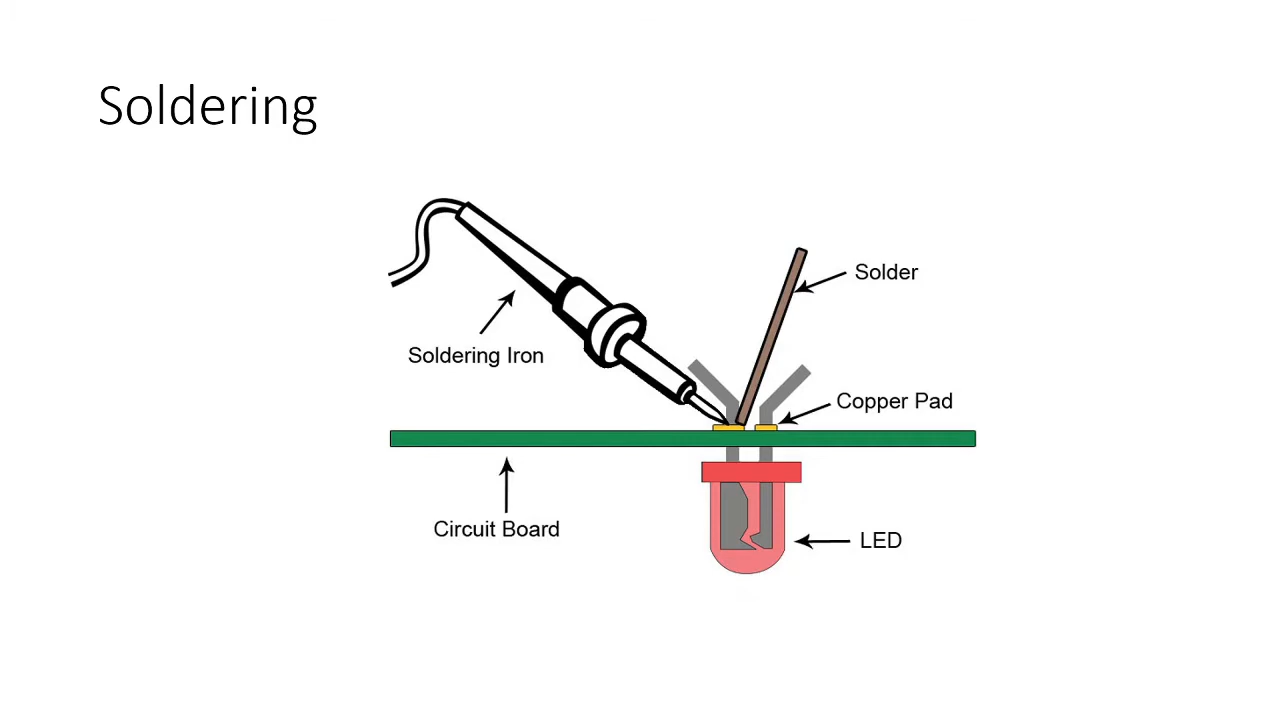 Soldering
Solder
Soldering Iron
Copper Pad
Circuit Board
LED